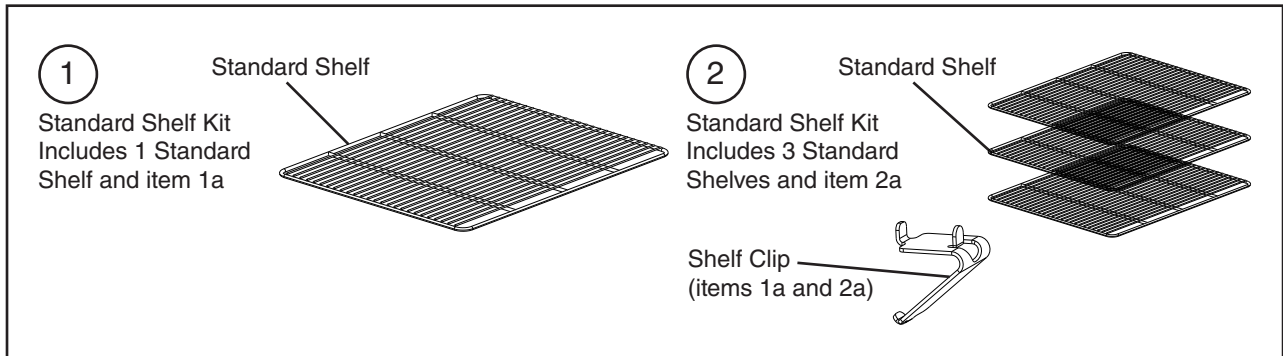 1
Standard Shelf
Standard Shelf Kit
Includes 1 Standard
Shelf and item 1a
2
Standard Shelf
Standard Shelf Kit
Includes 3 Standard
Shelves and item 2a
Shelf Clip
(items 1a and 2a)